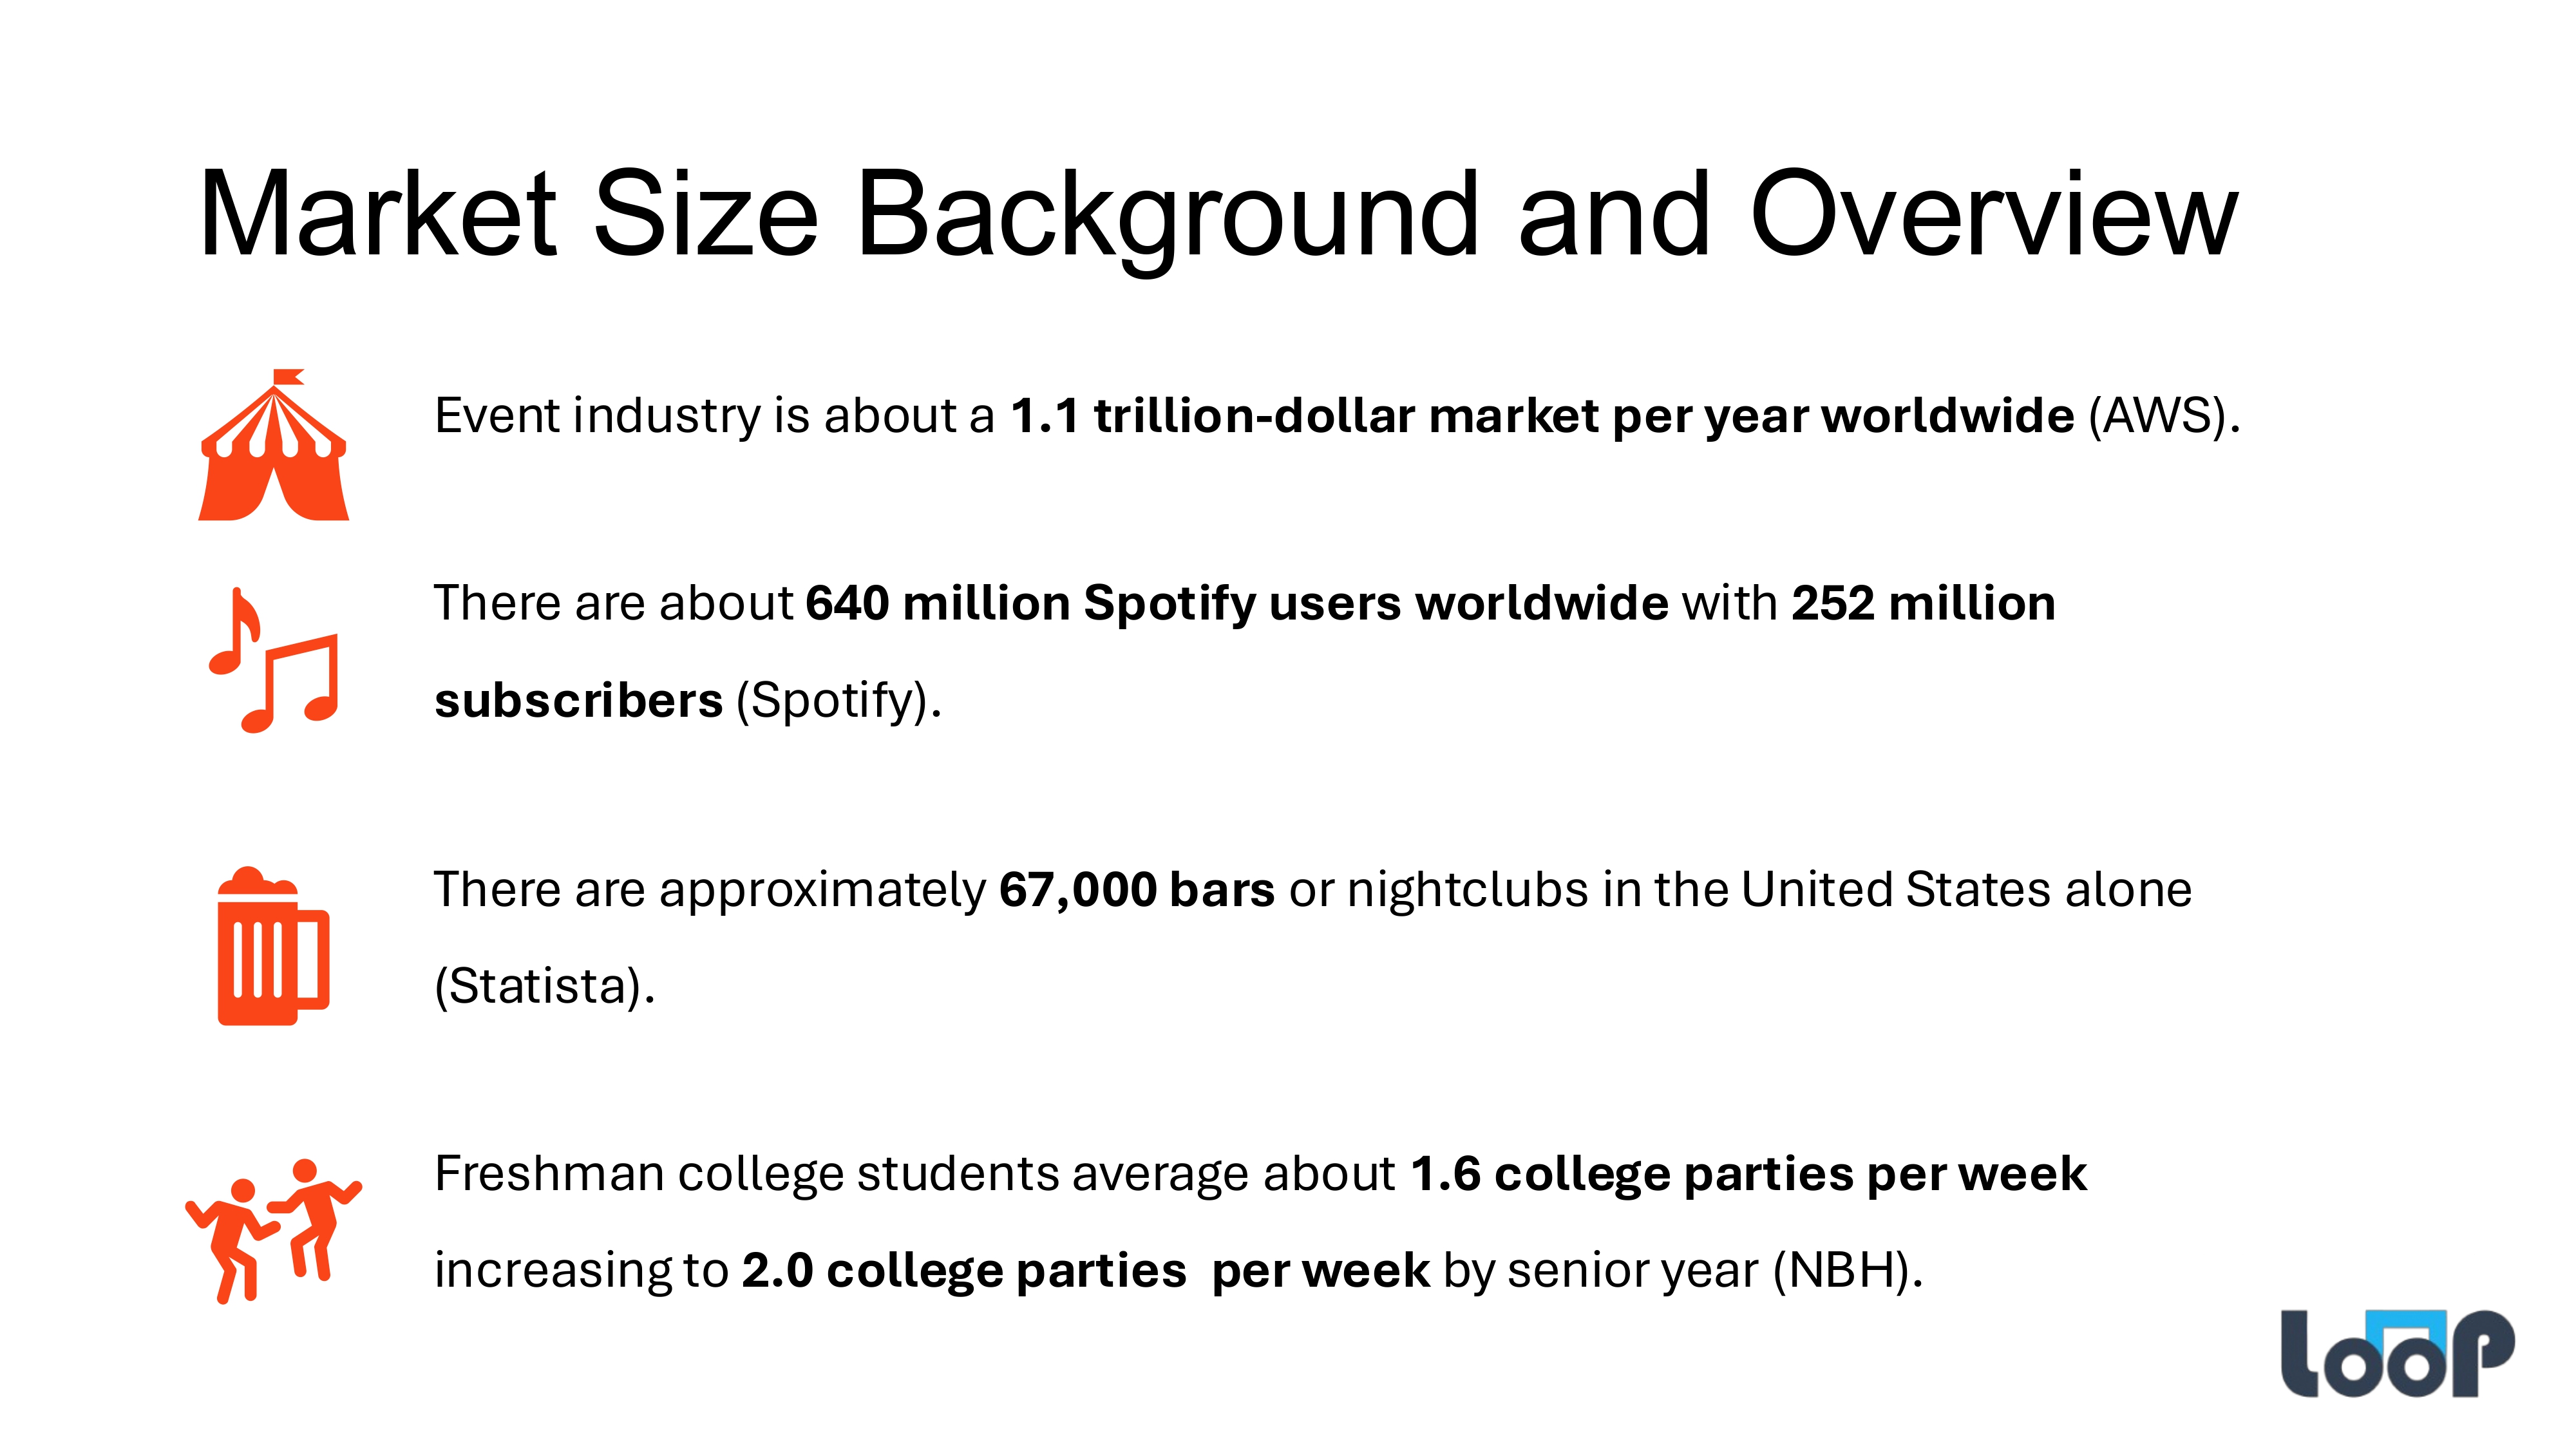 Market Size Background and Overview
Event industry is about a 1.1 trillion-dollar market per year worldwide (AWS).
There are about 640 million Spotify users worldwide with 252 million
subscribers (Spotify).
There are approximately 67,000 bars or nightclubs in the United States alone
(Statista).
Freshman college students average about 1.6 college parties per week
increasing to 2.0 college parties  per week by senior year (NBH).
LOOP